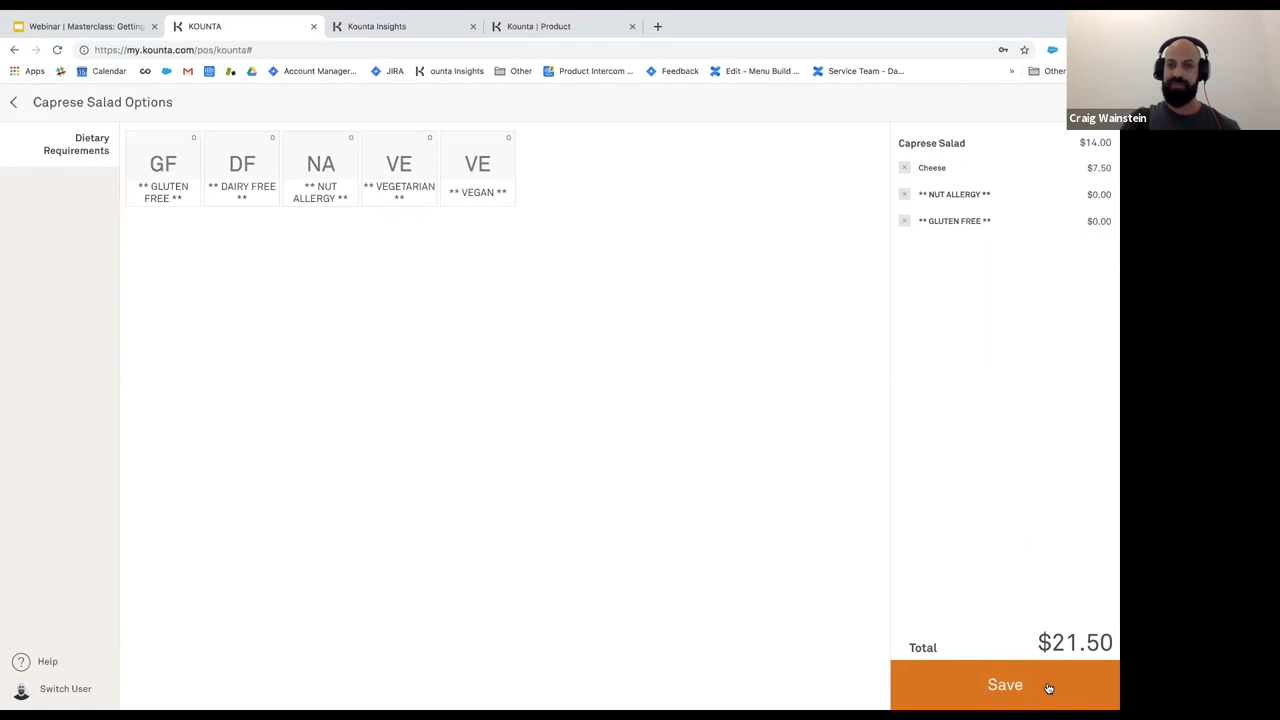 Webinar | Masterclass: Getting
KOUNTA
Kounta Insights
Kounta | Product
https://my.kounta.com/pos/kounta#
Apps
Calendar
Account Manager...
JIRA
ounta Insights
Other
Product Intercom ...
Feedback
Edit - Menu Build ...
Service Team - Da...
»
Other
Craig Wainstein
Caprese Salad Options
Dietary
Requirements
0
GF
** GLUTEN
FREE **
0
DF
** DAIRY FREE
**
0
NA
** NUT
ALLERGY **
0
VE
** VEGETARIAN
**
0
VE
** VEGAN **
Caprese Salad $14.00
Cheese $7.50
** NUT ALLERGY ** $0.00
** GLUTEN FREE ** $0.00
Total $21.50
Save
? Help
Switch User